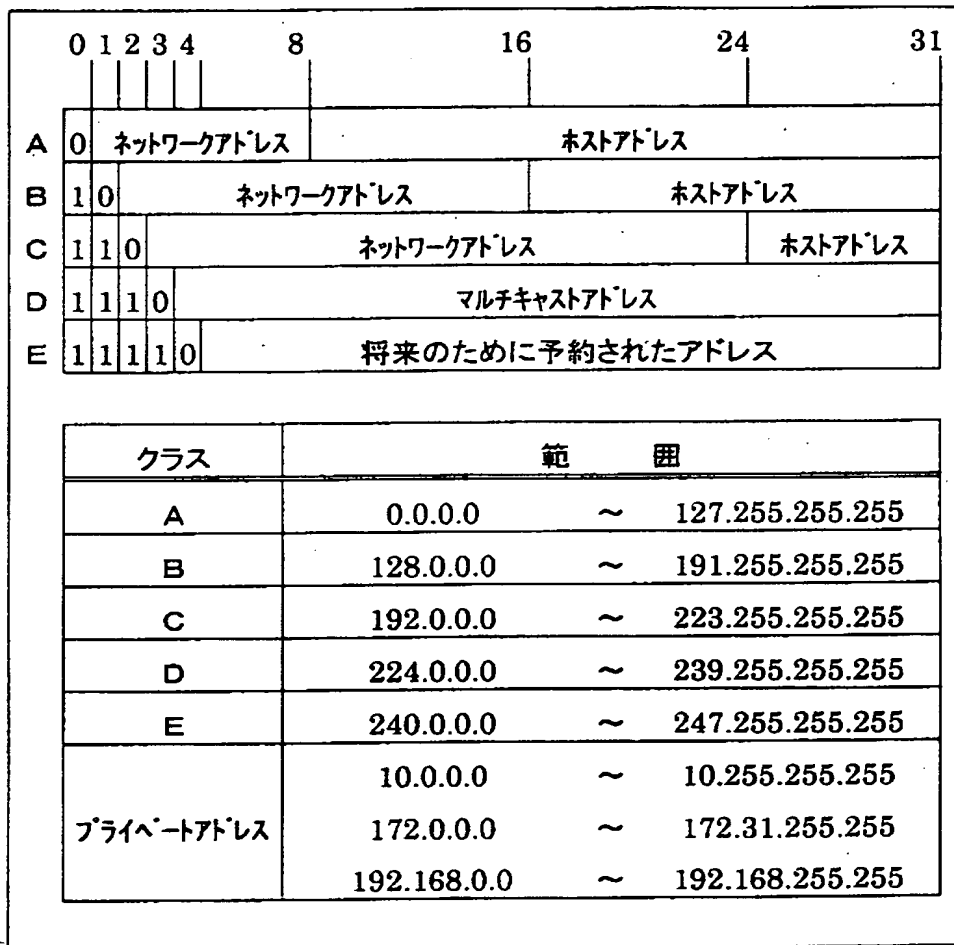 0 1 2 3 4 8 16 24 31
A 0 ネットワークアドレス ホストアドレス
B 1 0 ネットワークアドレス ホストアドレス
C 1 1 0 ネットワークアドレス ホストアドレス
D 1 1 1 0 マルチキャストアドレス
E 1 1 1 1 0 将来のために予約されたアドレス
クラス 範囲
A 0.0.0.0 ~ 127.255.255.255
B 128.0.0.0 ~ 191.255.255.255
C 192.0.0.0 ~ 223.255.255.255
D 224.0.0.0 ~ 239.255.255.255
E 240.0.0.0 ~ 247.255.255.255
プライベートアドレス 10.0.0.0 ~ 10.255.255.255
172.0.0.0 ~ 172.31.255.255
192.168.0.0 ~ 192.168.255.255